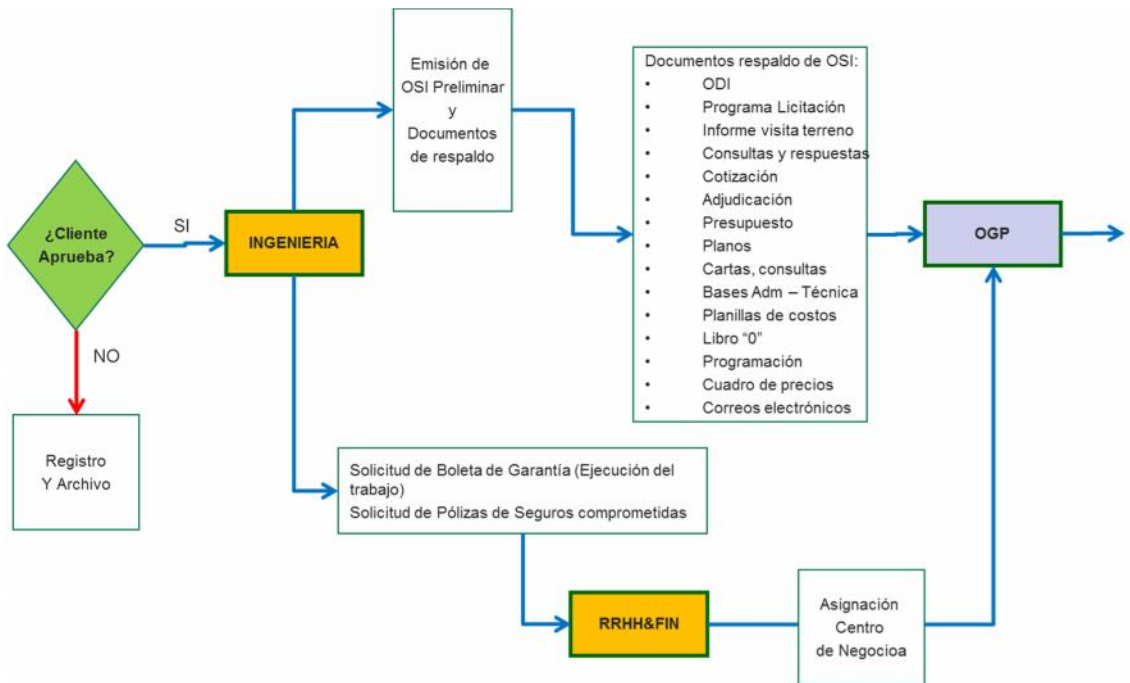 ¿Cliente
Aprueba?
SI
NO
Registro
Y Archivo
INGENIERIA
Emisión de
OSI Preliminar
y
Documentos
de respaldo
Documentos respaldo de OSI:
• ODI
• Programa Licitación
• Informe visita terreno
• Consultas y respuestas
• Cotización
• Adjudicación
• Presupuesto
• Planos
• Cartas, consultas
• Bases Adm – Técnica
• Planillas de costos
• Libro “0”
• Programación
• Cuadro de precios
• Correos electrónicos
OGP
Solicitud de Boleta de Garantía (Ejecución del
trabajo)
Solicitud de Pólizas de Seguros comprometidas
RRHH&FIN
Asignación
Centro
de Negocioa